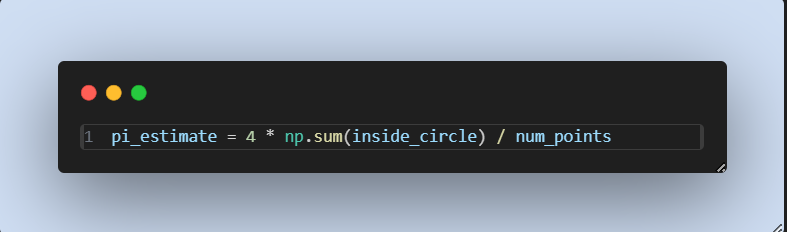 1 pi_estimate = 4 * np.sum(inside_circle) / num_points